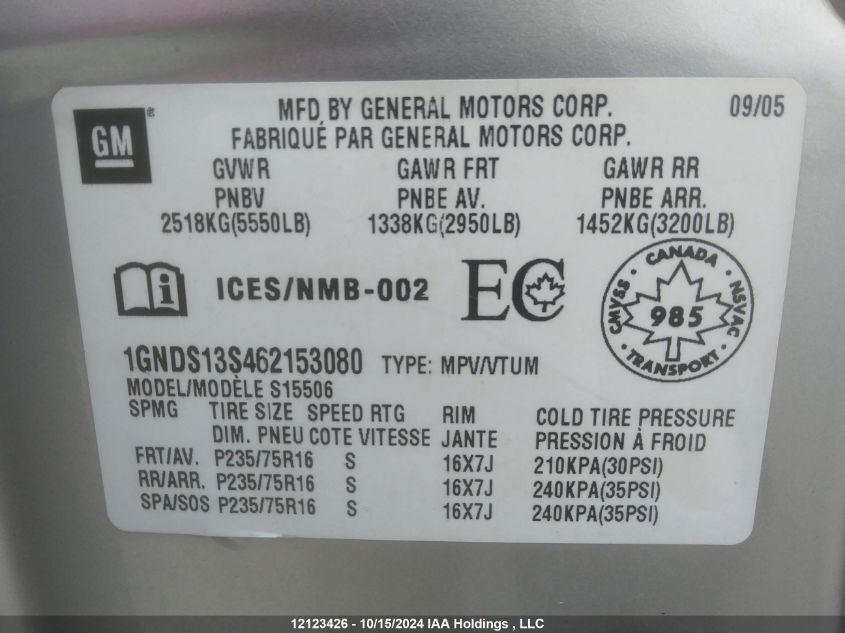 GM MFD BY GENERAL MOTORS CORP. 09/05
FABRIQUÉ PAR GENERAL MOTORS CORP.
GVWR GAWR FRT GAWR RR
PNBV PNBE AV. PNBE ARR.
2518KG(5550LB) 1338KG(2950LB) 1452KG(3200LB)
i ICES/NMB-002 EC CANADA CMVSS 985 NSVAC TRANSPORT
1GNDS13S462153080 TYPE: MPV/VTUM
MODEL/MODÈLE S15506
SPMG TIRE SIZE SPEED RTG RIM COLD TIRE PRESSURE
DIM. PNEU COTE VITESSE JANTE PRESSION À FROID
FRT/AV. P235/75R16 S 16X7J 210KPA(30PSI)
RR/ARR. P235/75R16 S 16X7J 240KPA(35PSI)
SPA/SOS P235/75R16 S 16X7J 240KPA(35PSI)
12123426 - 10/15/2024 IAA Holdings , LLC